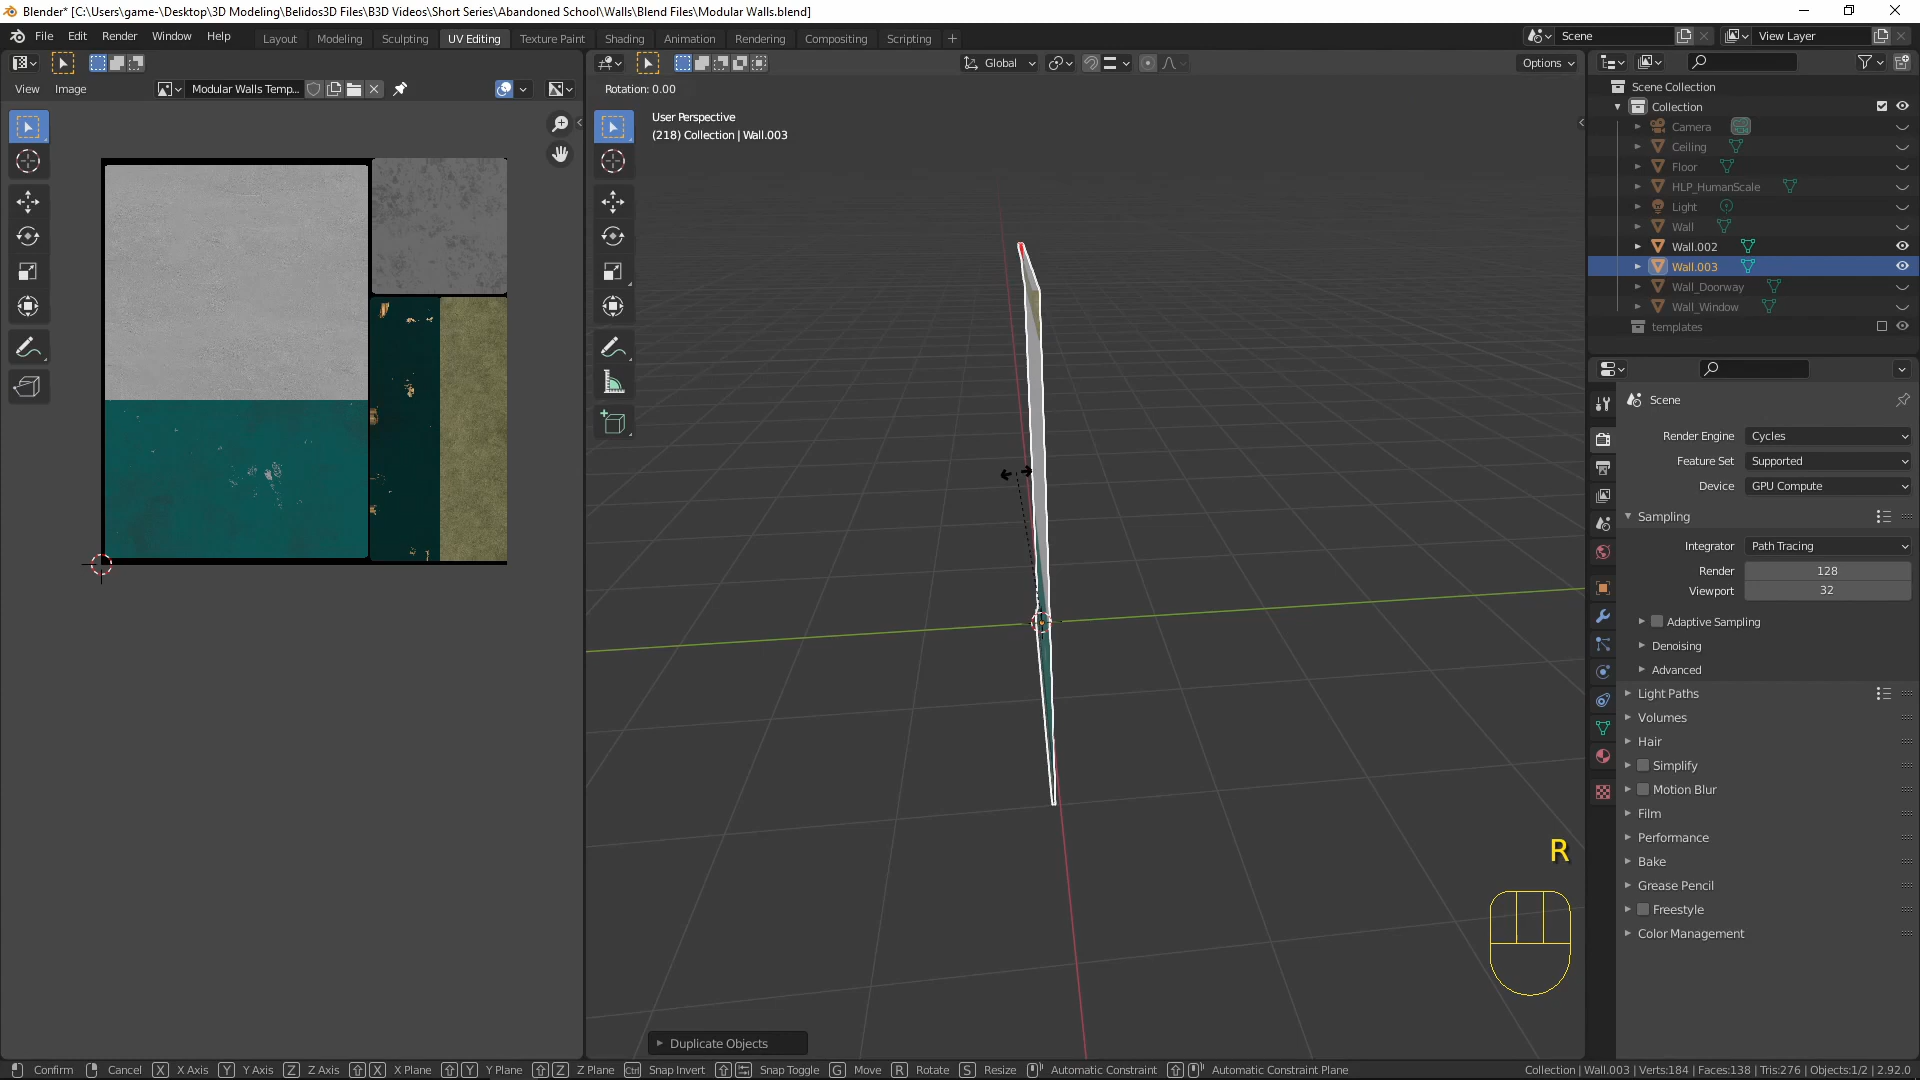 Blender* [C:\Users\game-\Desktop\3D Modeling\Belidos3D Files\B3D Videos\Short Series\Abandoned School\Walls\Blend Files\Modular Walls.blend]
File Edit Render Window Help Layout Modeling Sculpting UV Editing Texture Paint Shading Animation Rendering Compositing Scripting + Scene View Layer
Global Options
View Image Modular Walls Temp... Rotation: 0.00
User Perspective
(218) Collection | Wall.003
Scene Collection
Collection
Camera
Ceiling
Floor
HLP_HumanScale
Light
Wall
Wall.002
Wall.003
Wall_Doorway
Wall_Window
templates
Scene
Render Engine Cycles
Feature Set Supported
Device GPU Compute
Sampling
Integrator Path Tracing
Render 128
Viewport 32
Adaptive Sampling
Denoising
Advanced
Light Paths
Volumes
Hair
Simplify
Motion Blur
Film
Performance
Bake
Grease Pencil
Freestyle
Color Management
R
Duplicate Objects
Confirm Cancel X X Axis Y Y Axis Z Z Axis X X Plane Y Y Plane Z Z Plane Ctrl Snap Invert Snap Toggle G Move R Rotate S Resize Automatic Constraint Automatic Constraint Plane Collection | Wall.003 | Verts:184 | Faces:138 | Tris:276 | Objects:1/2 | 2.92.0